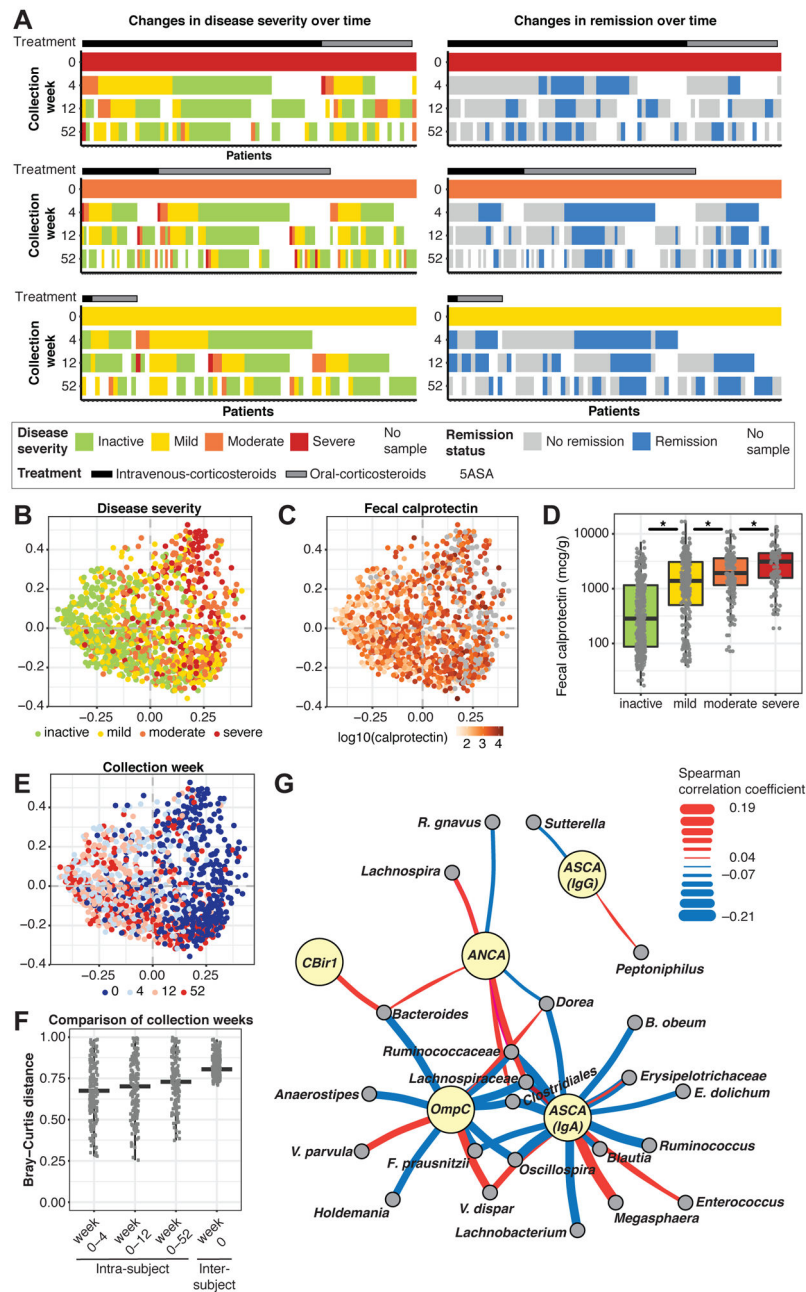 A
Changes in disease severity over time
Changes in remission over time
Treatment
Collection week
0
4
12
52
Patients
Treatment
Collection week
0
4
12
52
Treatment
Collection week
0
4
12
52
Patients
Patients
Disease severity
Inactive
Mild
Moderate
Severe
No sample
Remission status
No remission
Remission
No sample
Treatment
Intravenous-corticosteroids
Oral-corticosteroids
5ASA
B
Disease severity
0.4
0.2
0.0
−0.2
−0.4
−0.25
0.00
0.25
inactive
mild
moderate
severe
C
Fecal calprotectin
0.4
0.2
0.0
−0.2
−0.4
−0.25
0.00
0.25
log10(calprotectin)
2 3 4
D
Fecal calprotectin (mcg/g)
10000
1000
100
*
*
*
inactive
mild
moderate
severe
E
Collection week
0.4
0.2
0.0
−0.2
−0.4
−0.25
0.00
0.25
0
4
12
52
F
Comparison of collection weeks
Bray−Curtis distance
1.00
0.75
0.50
0.25
0.00
week 0−4
week 0−12
week 0−52
week 0
Intra−subject
Inter-subject
G
Spearman correlation coefficient
0.19
0.04
−0.07
−0.21
R. gnavus
Sutterella
Lachnospira
ASCA (IgG)
CBir1
ANCA
Peptoniphilus
Bacteroides
Dorea
B. obeum
Ruminococcaceae
Lachnospiraceae
Clostridiales
Erysipelotrichaceae
E. dolichum
Anaerostipes
OmpC
ASCA (IgA)
V. parvula
F. prausnitzii
Oscillospira
Blautia
Ruminococcus
Holdemania
V. dispar
Enterococcus
Megasphaera
Lachnobacterium